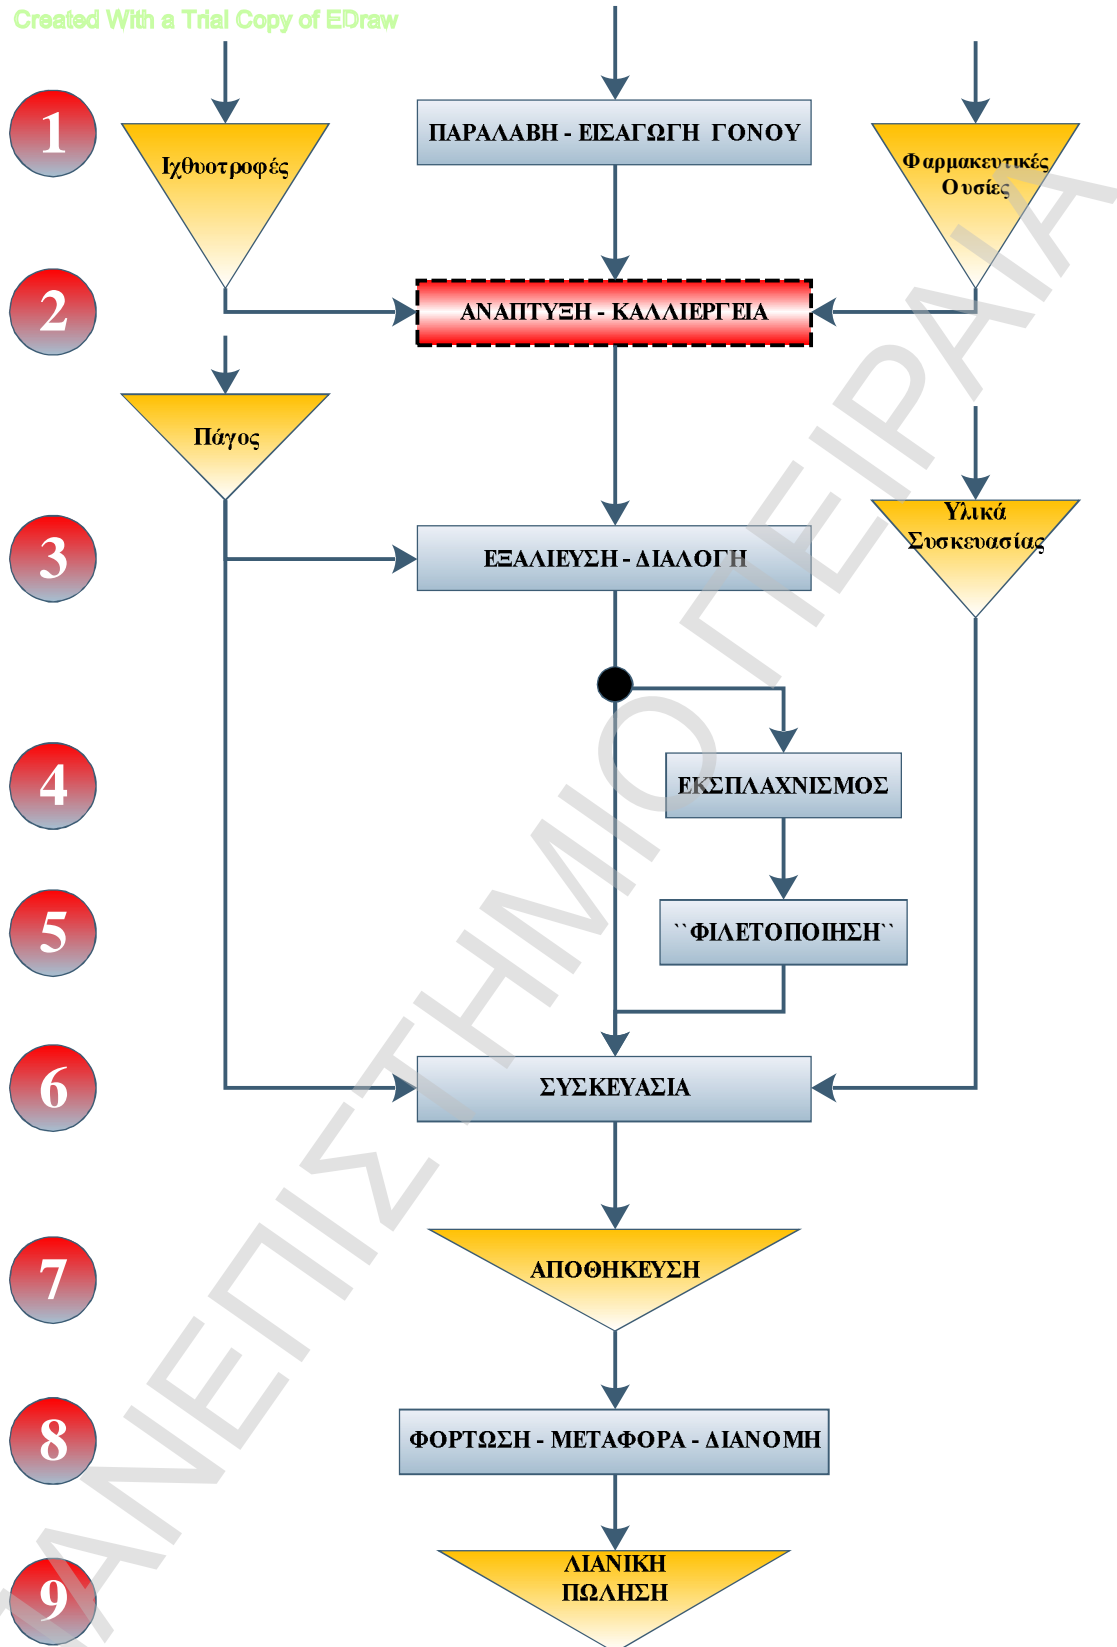 Created With a Trial Copy of EDraw
1
ΠΑΡΑΛΑΒΗ - ΕΙΣΑΓΩΓΗ ΓΟΝΟΥ
Ιχθυοτροφές
Φαρμακευτικές
Ουσίες
2
ΑΝΑΠΤΥΞΗ - ΚΑΛΛΙΕΡΓΕΙΑ
Πάγος
Υλικά
Συσκευασίας
3
ΕΞΑΛΙΕΥΣΗ - ΔΙΑΛΟΓΗ
4
ΕΚΣΠΛΑΧΝΙΣΜΟΣ
5
``ΦΙΛΕΤΟΠΟΙΗΣΗ``
6
ΣΥΣΚΕΥΑΣΙΑ
7
ΑΠΟΘΗΚΕΥΣΗ
8
ΦΟΡΤΩΣΗ - ΜΕΤΑΦΟΡΑ - ΔΙΑΝΟΜΗ
9
ΛΙΑΝΙΚΗ
ΠΩΛΗΣΗ
ΠΑΝΕΠΙΣΤΗΜΙΟ ΠΕΙΡΑΙΑ